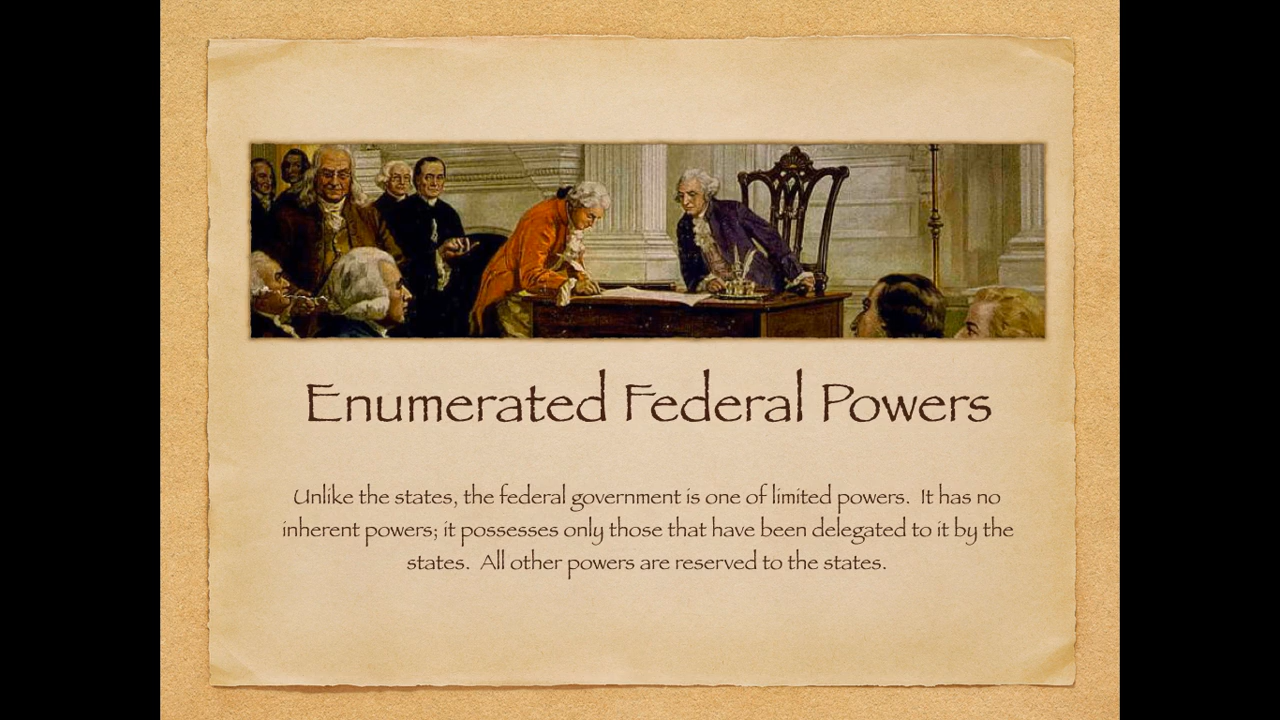 Enumerated Federal Powers
Unlike the states, the federal government is one of limited powers.  It has no
inherent powers; it possesses only those that have been delegated to it by the
states.  All other powers are reserved to the states.